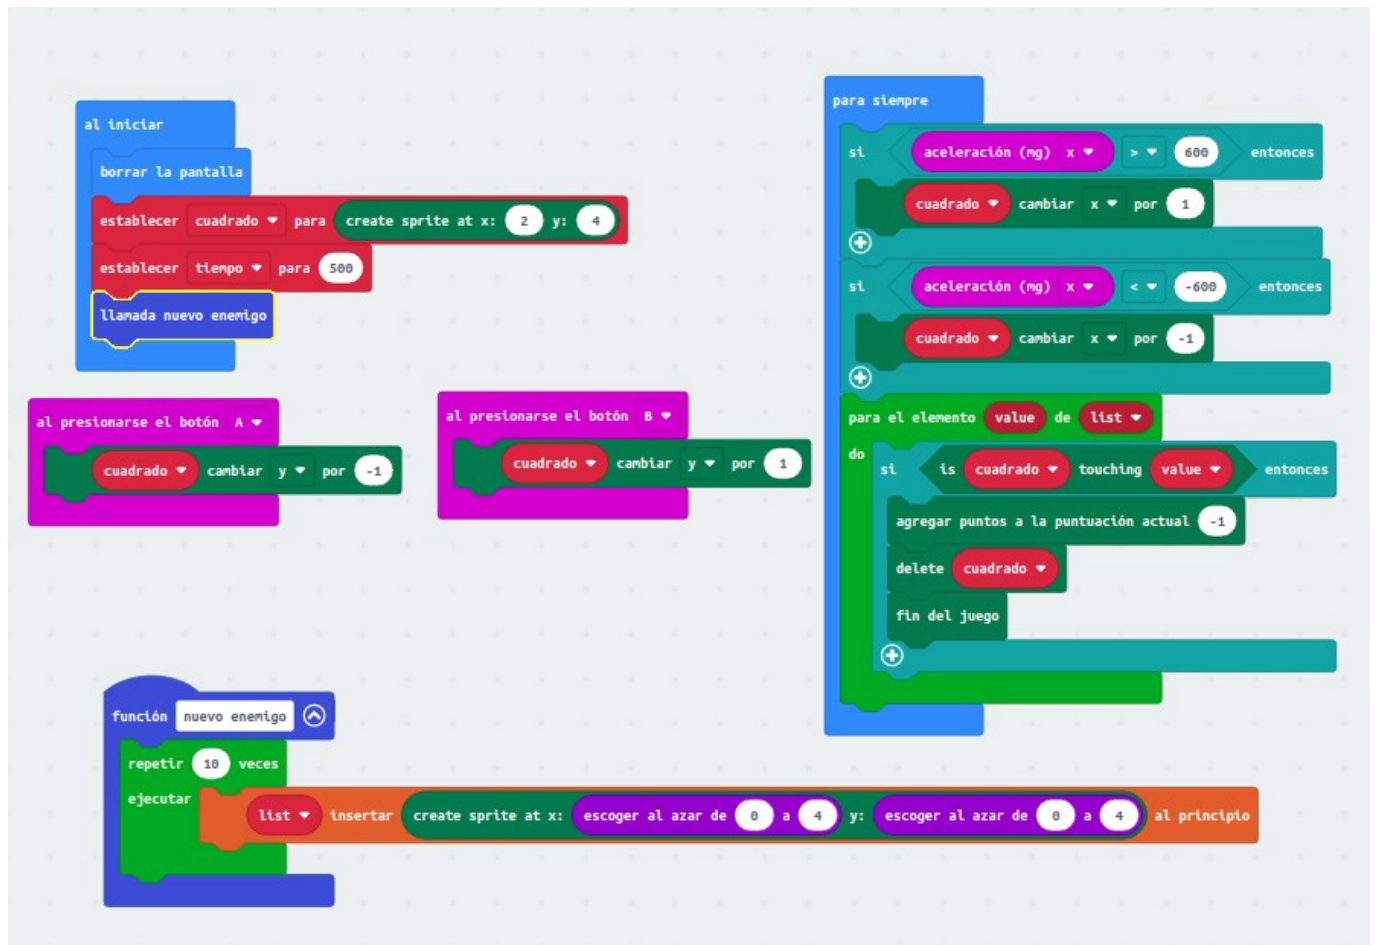 al iniciar
borrar la pantalla
establecer cuadrado para create sprite at x: 2 y: 4
establecer tiempo para 500
llamada nuevo enemigo
al presionarse el botón A
cuadrado cambiar y por -1
al presionarse el botón B
cuadrado cambiar y por 1
para siempre
si aceleración (mg) x > 600 entonces
cuadrado cambiar x por 1
si aceleración (mg) x < -600 entonces
cuadrado cambiar x por -1
para el elemento value de list
do
si is cuadrado touching value entonces
agregar puntos a la puntuación actual -1
delete cuadrado
fin del juego
función nuevo enemigo
repetir 10 veces
ejecutar
list insertar create sprite at x: escoger al azar de 0 a 4 y: escoger al azar de 0 a 4 al principio